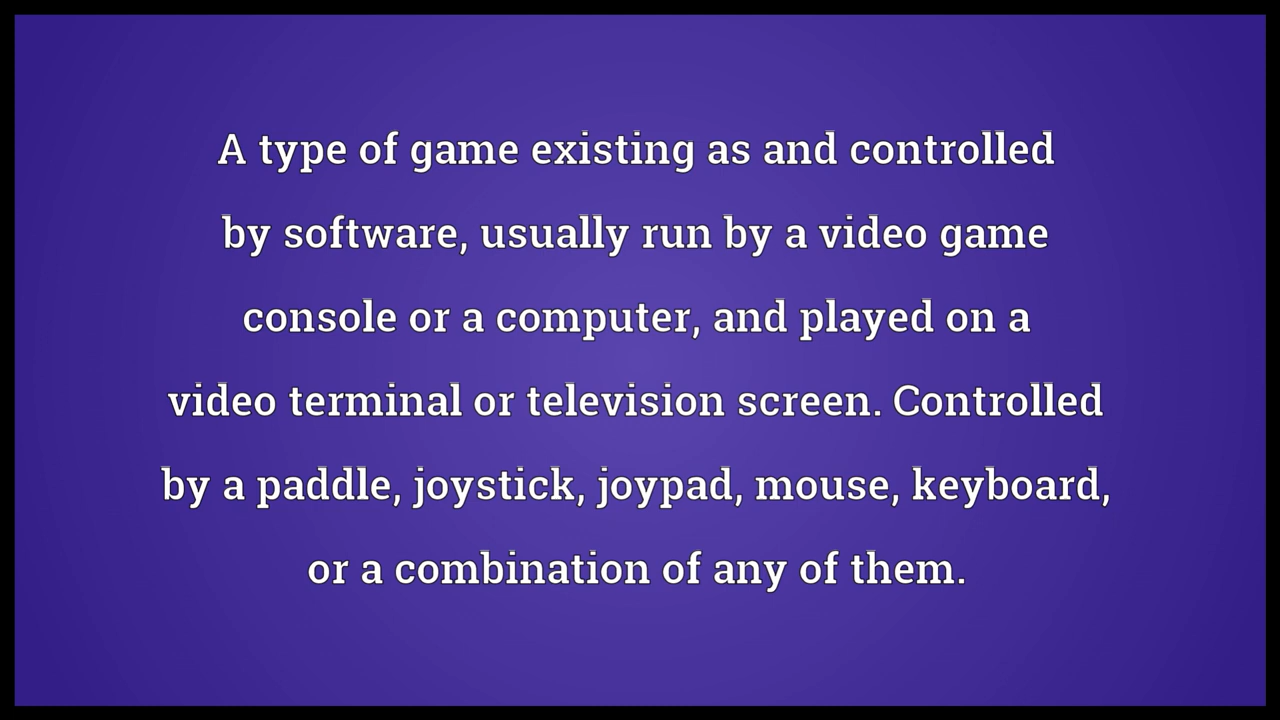 A type of game existing as and controlled
by software, usually run by a video game
console or a computer, and played on a
video terminal or television screen. Controlled
by a paddle, joystick, joypad, mouse, keyboard,
or a combination of any of them.